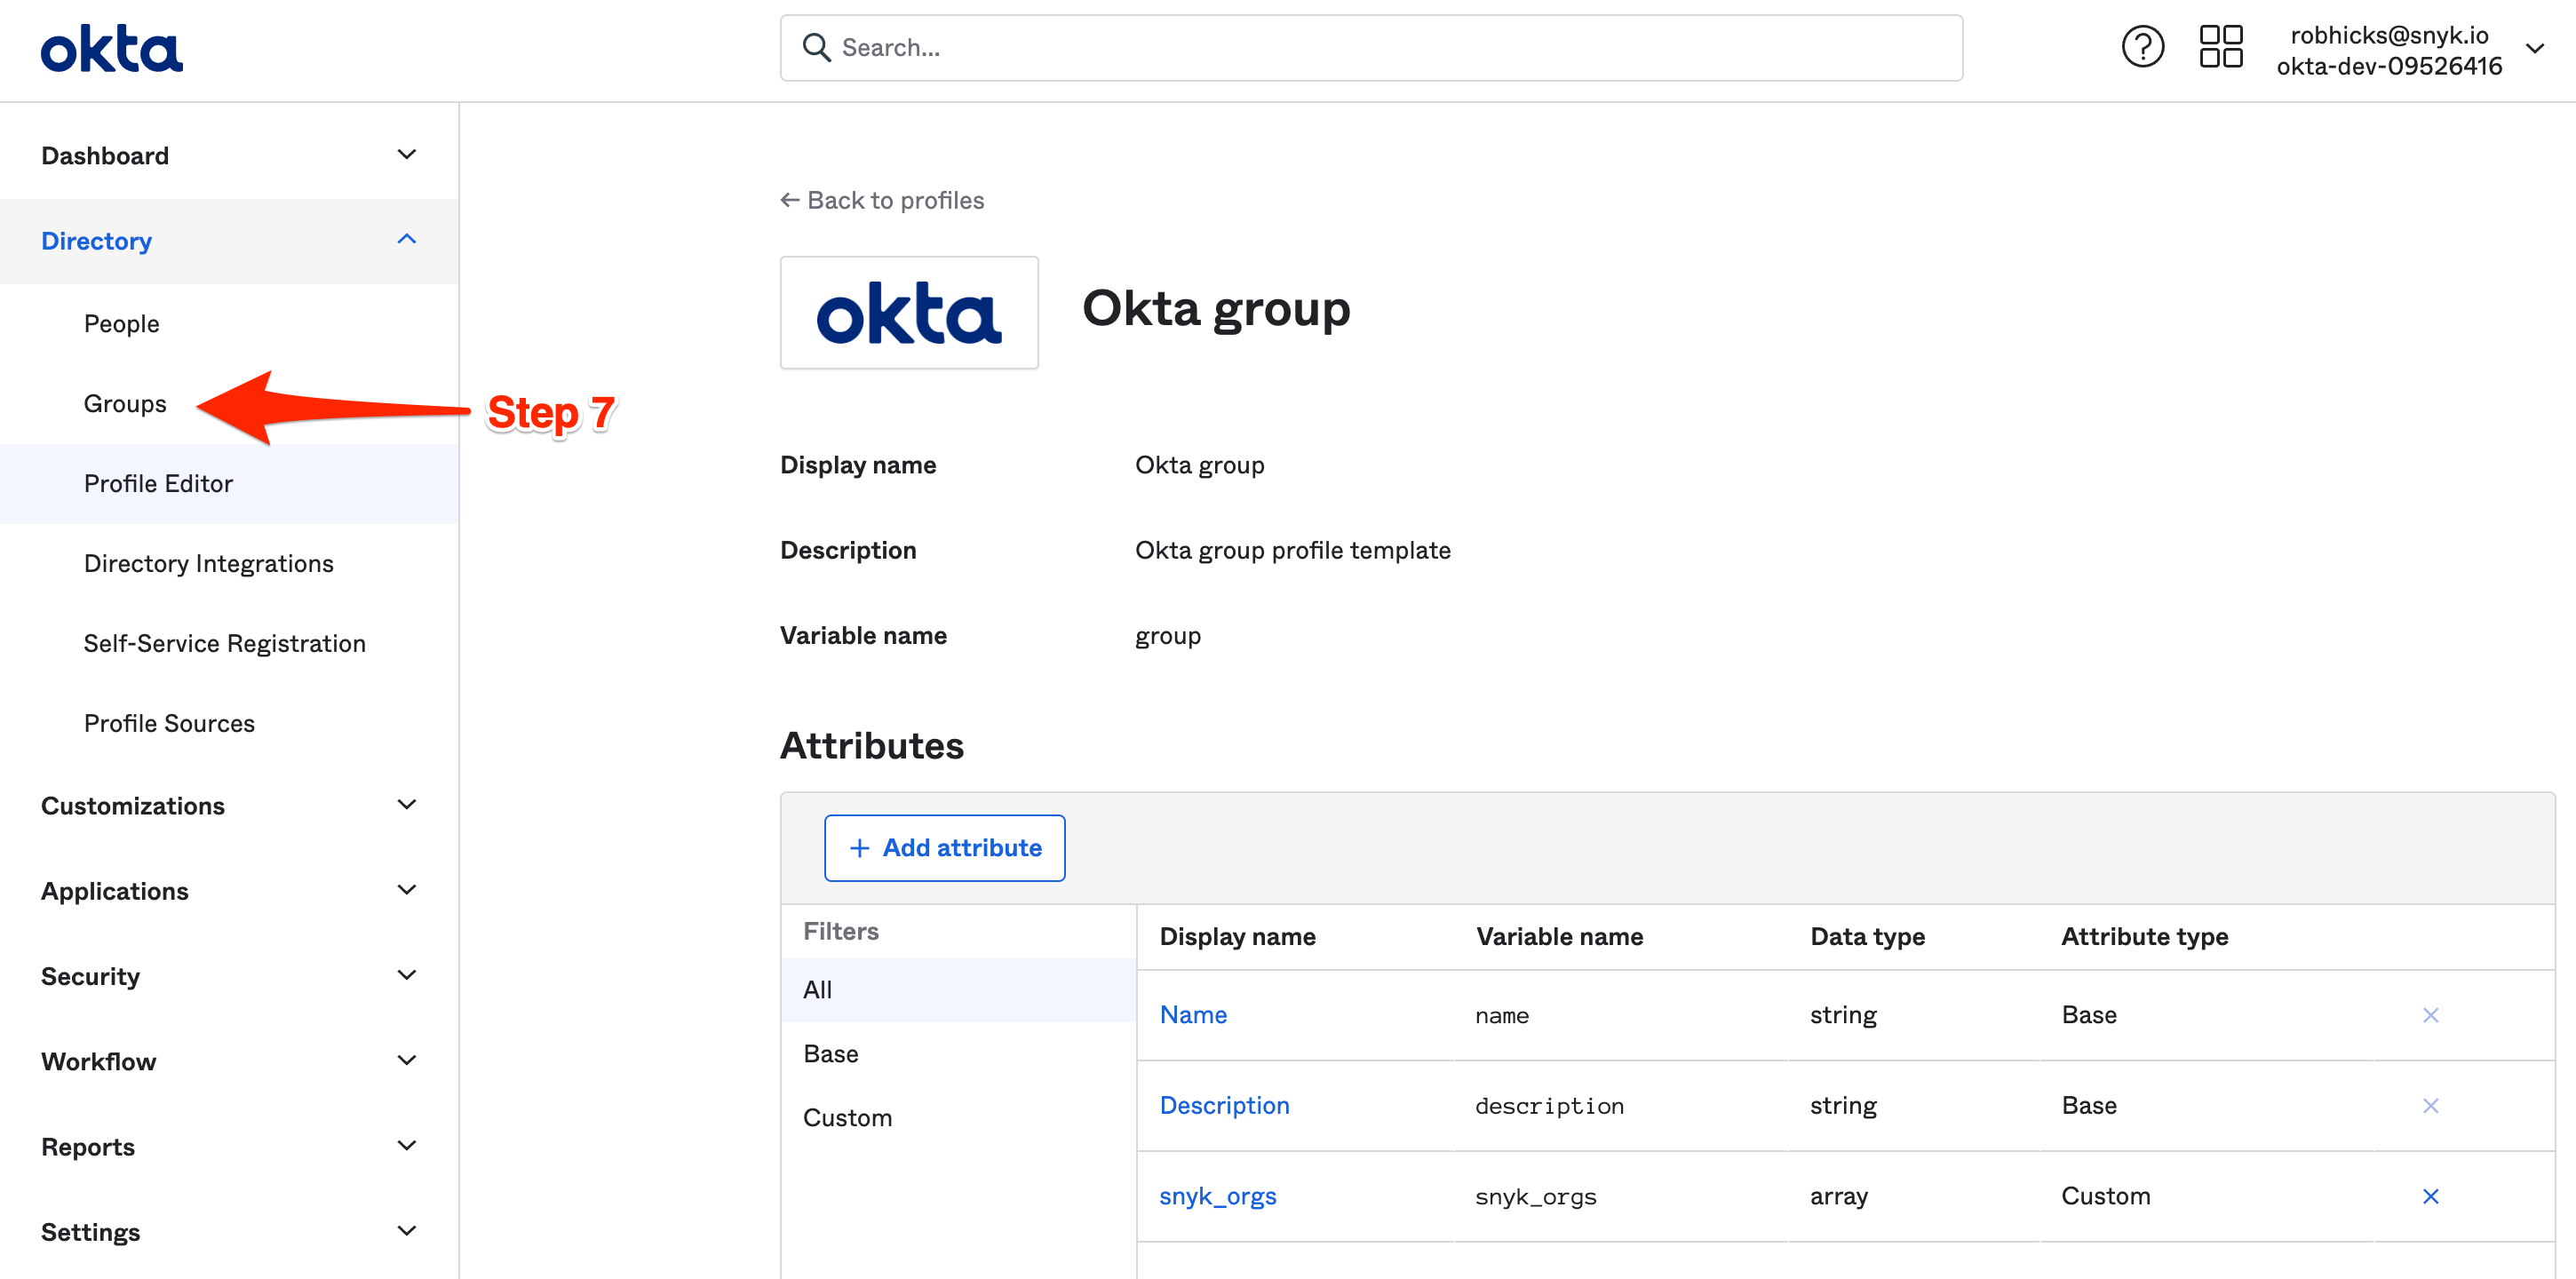 okta
Search...
robhicks@snyk.io
okta-dev-09526416
Dashboard
Directory
People
Groups
Step 7
Profile Editor
Directory Integrations
Self-Service Registration
Profile Sources
Customizations
Applications
Security
Workflow
Reports
Settings
← Back to profiles
okta
Okta group
Display name Okta group
Description Okta group profile template
Variable name group
Attributes
+ Add attribute
Filters
All
Base
Custom
Display name Variable name Data type Attribute type
Name name string Base
Description description string Base
snyk_orgs snyk_orgs array Custom